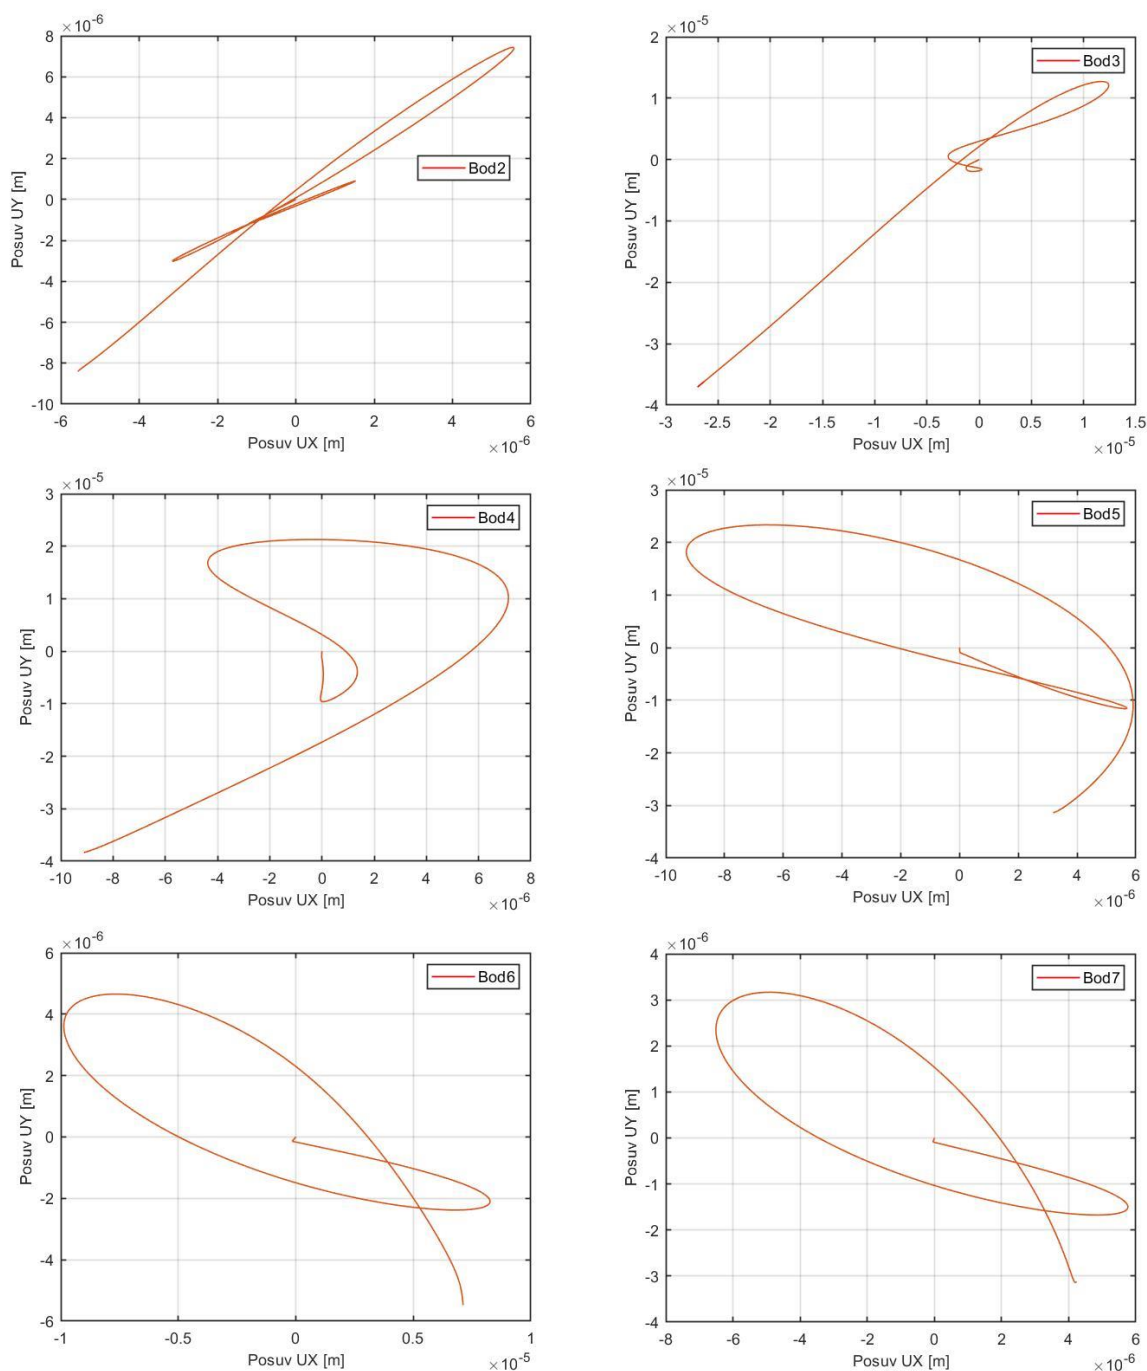 ×10⁻⁶
8
6
4
2
0
-2
-4
-6
-8
-10
Posuv UY [m]
Bod2
-6 -4 -2 0 2 4 6
Posuv UX [m]
×10⁻⁶
×10⁻⁵
2
1
0
-1
-2
-3
-4
Posuv UY [m]
Bod3
-3 -2.5 -2 -1.5 -1 -0.5 0 0.5 1 1.5
Posuv UX [m]
×10⁻⁵
×10⁻⁵
3
2
1
0
-1
-2
-3
-4
Posuv UY [m]
Bod4
-10 -8 -6 -4 -2 0 2 4 6 8
Posuv UX [m]
×10⁻⁶
×10⁻⁵
3
2
1
0
-1
-2
-3
-4
Posuv UY [m]
Bod5
-10 -8 -6 -4 -2 0 2 4 6
Posuv UX [m]
×10⁻⁶
×10⁻⁶
6
4
2
0
-2
-4
-6
Posuv UY [m]
Bod6
-1 -0.5 0 0.5 1
Posuv UX [m]
×10⁻⁵
×10⁻⁶
4
3
2
1
0
-1
-2
-3
-4
Posuv UY [m]
Bod7
-8 -6 -4 -2 0 2 4 6
Posuv UX [m]
×10⁻⁶